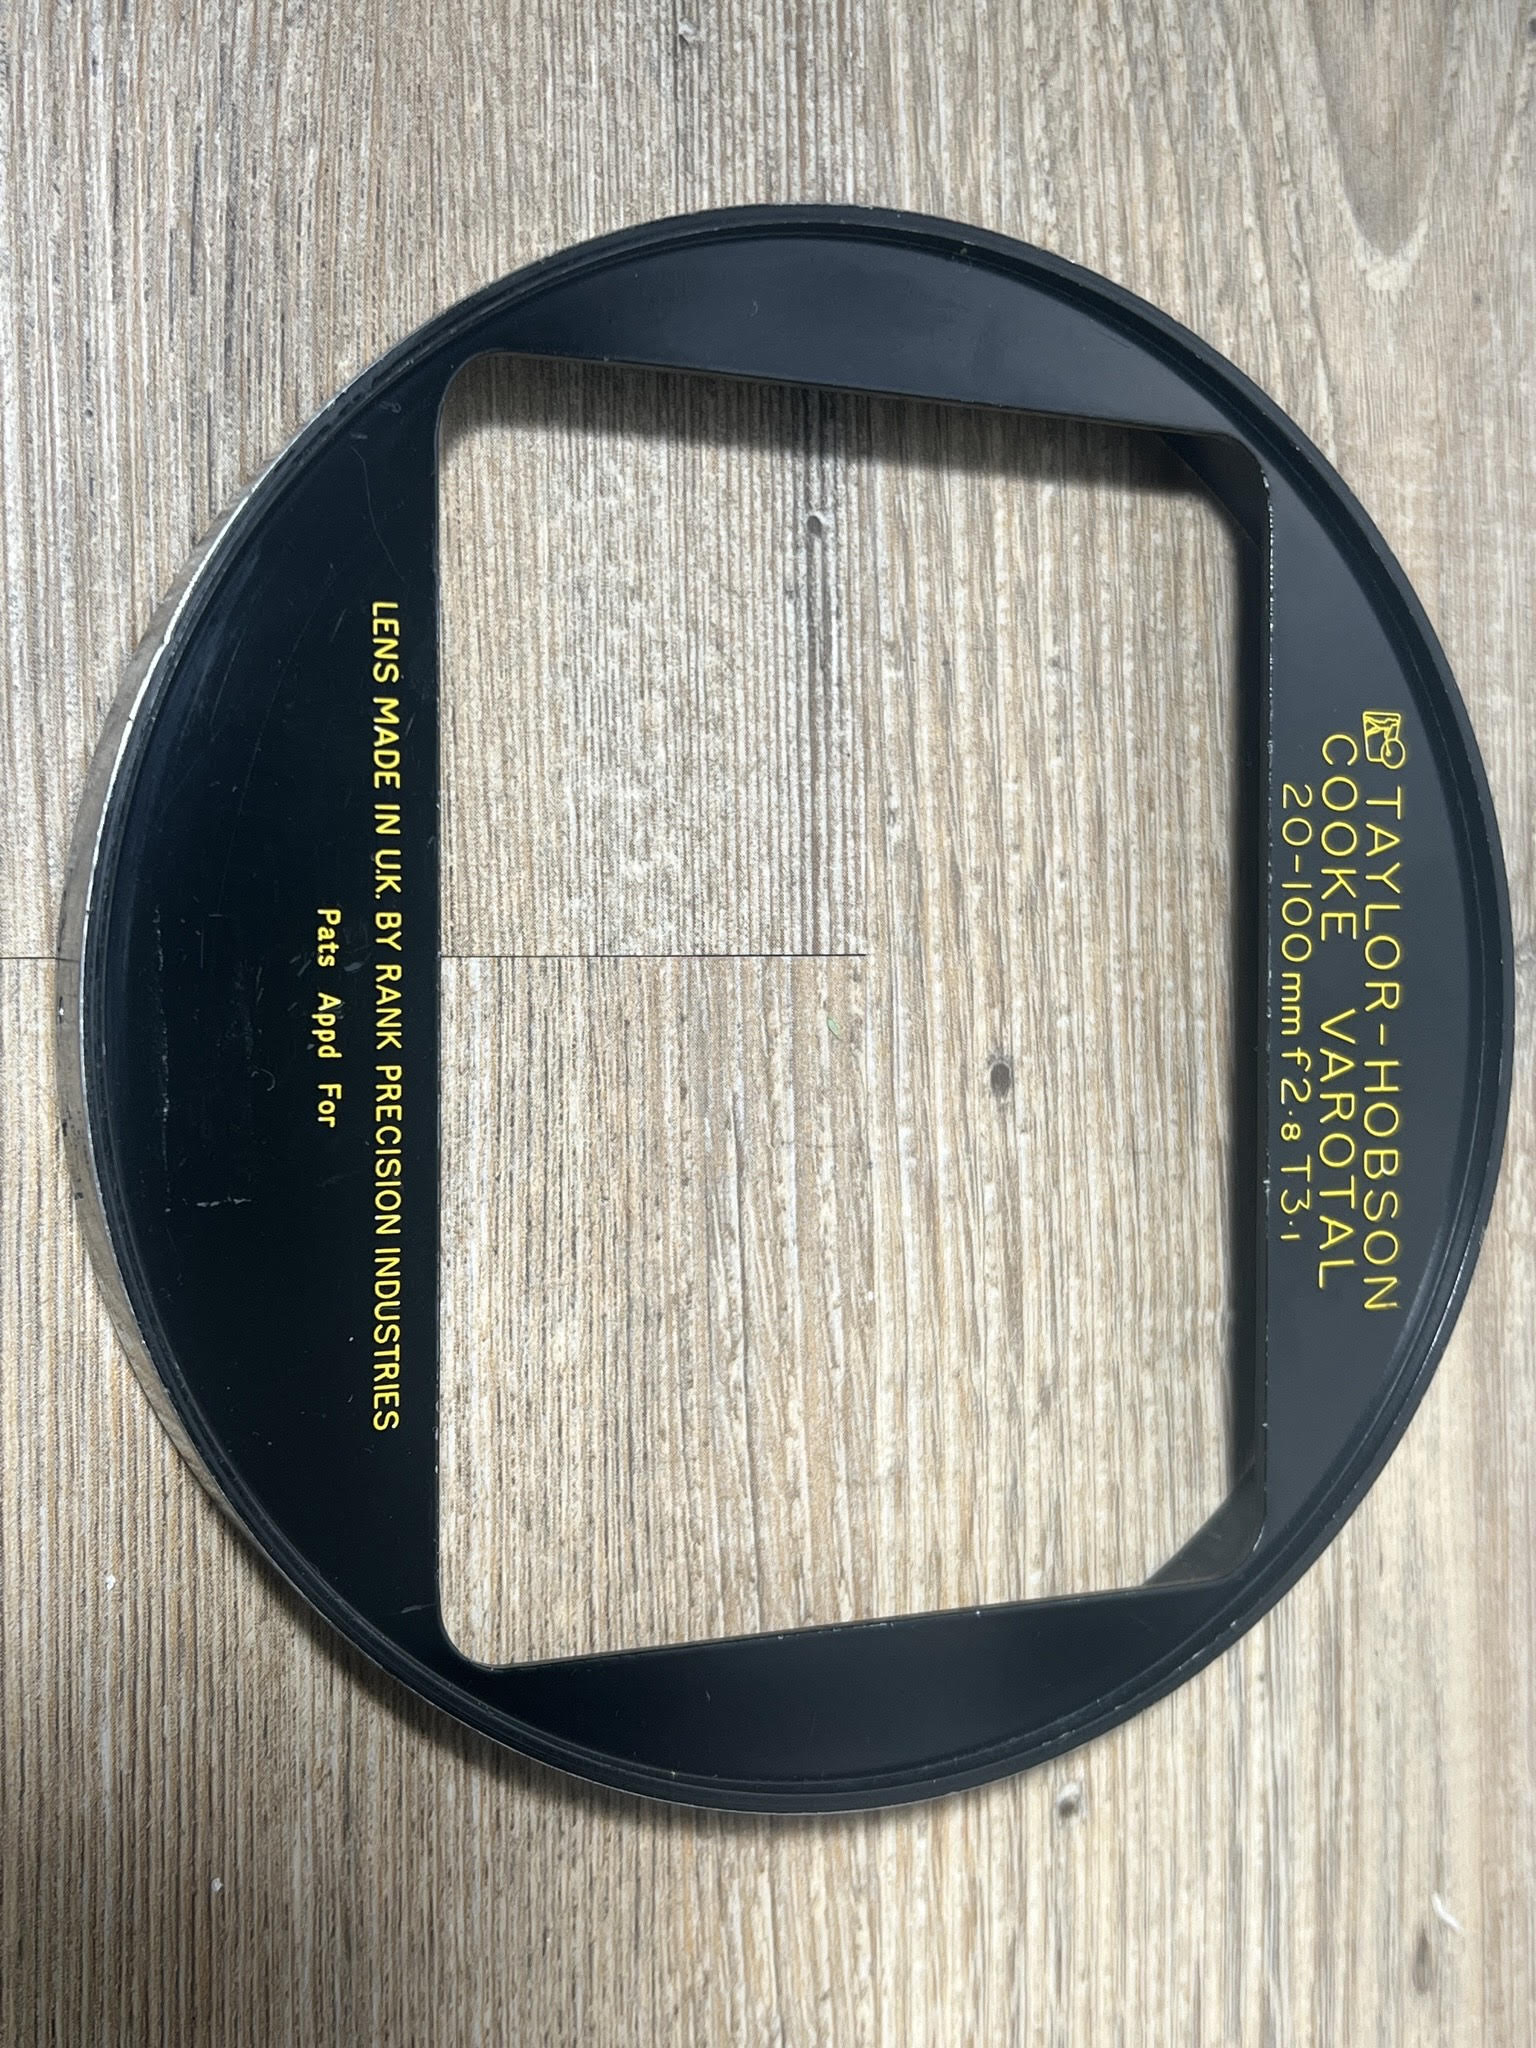 TAYLOR-HOBSON
COOKE VAROTAL
20-100mm f2·8 T3·1
LENS MADE IN U.K. BY RANK PRECISION INDUSTRIES
Pats Appd For